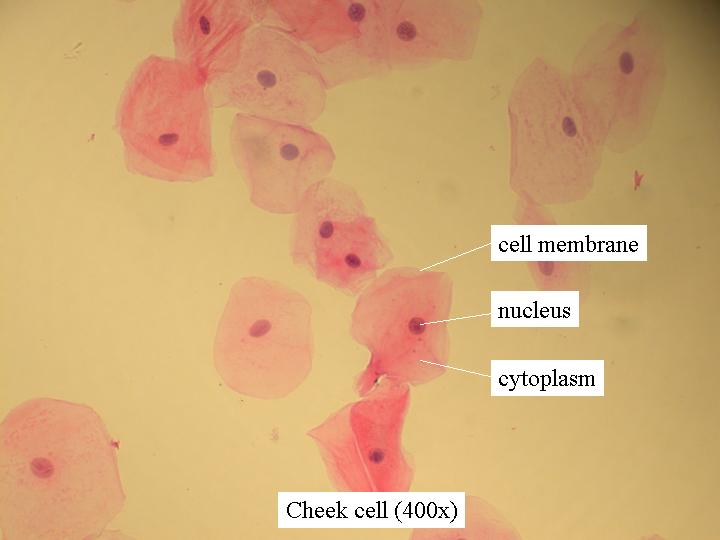 cell membrane
nucleus
cytoplasm
Cheek cell (400x)